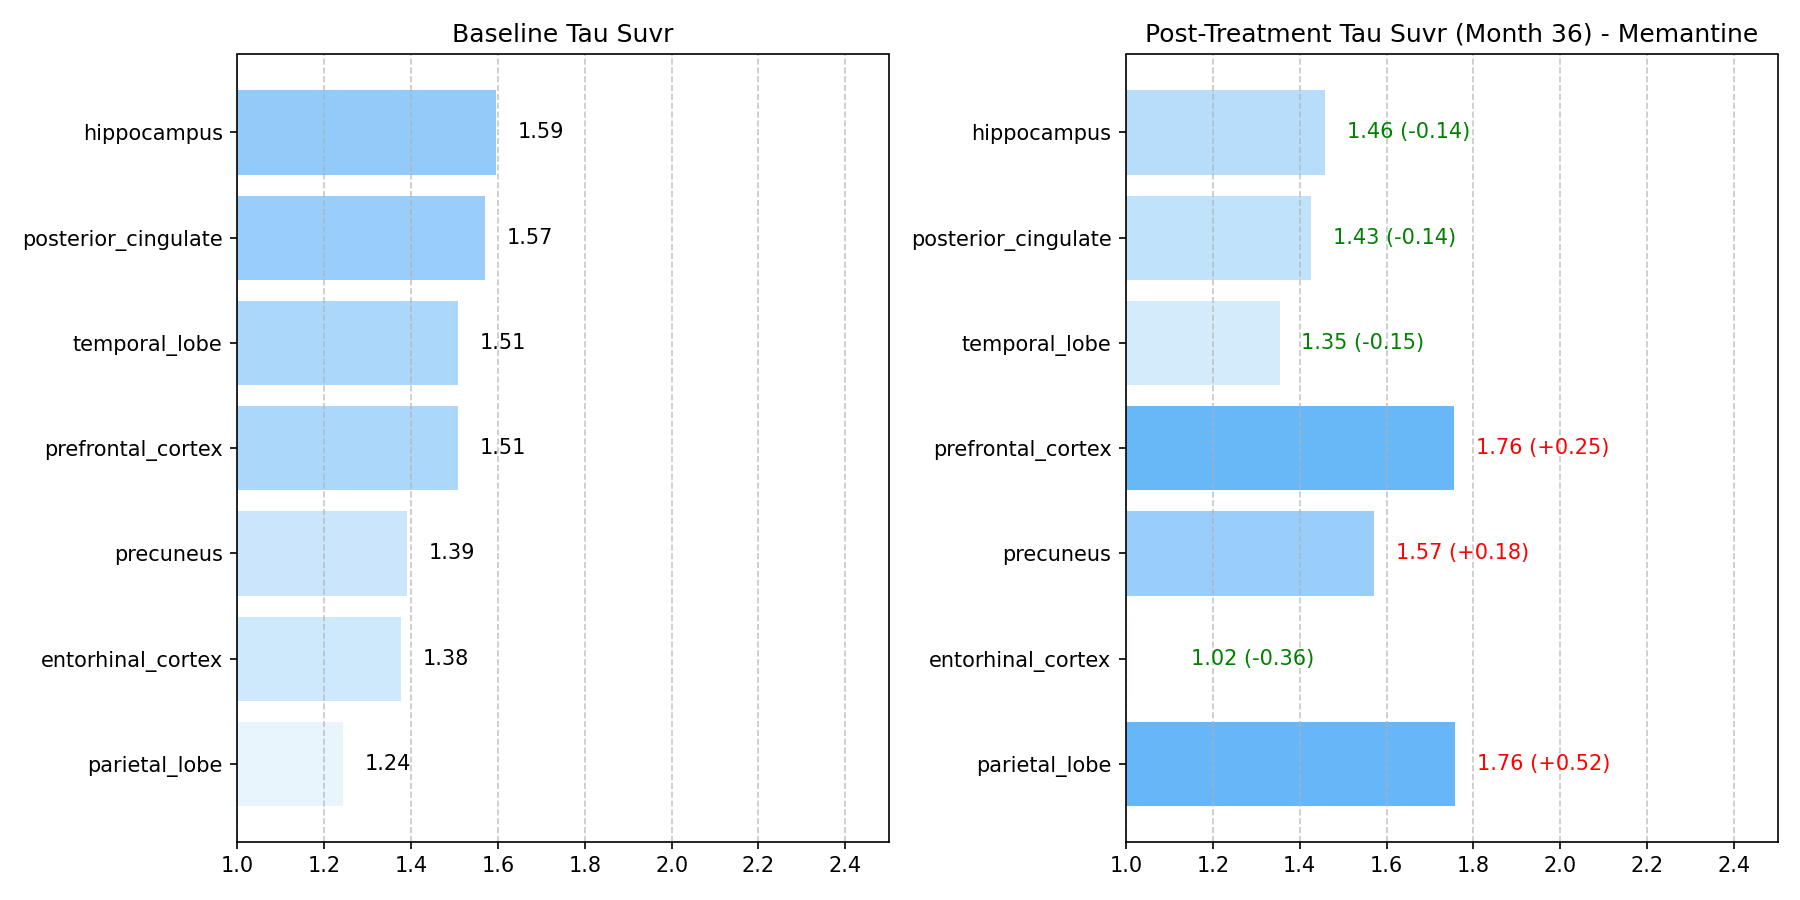 Baseline Tau Suvr
hippocampus
1.59
posterior_cingulate
1.57
temporal_lobe
1.51
prefrontal_cortex
1.51
precuneus
1.39
entorhinal_cortex
1.38
parietal_lobe
1.24
1.0 1.2 1.4 1.6 1.8 2.0 2.2 2.4
Post-Treatment Tau Suvr (Month 36) - Memantine
hippocampus
1.46 (-0.14)
posterior_cingulate
1.43 (-0.14)
temporal_lobe
1.35 (-0.15)
prefrontal_cortex
1.76 (+0.25)
precuneus
1.57 (+0.18)
entorhinal_cortex
1.02 (-0.36)
parietal_lobe
1.76 (+0.52)
1.0 1.2 1.4 1.6 1.8 2.0 2.2 2.4